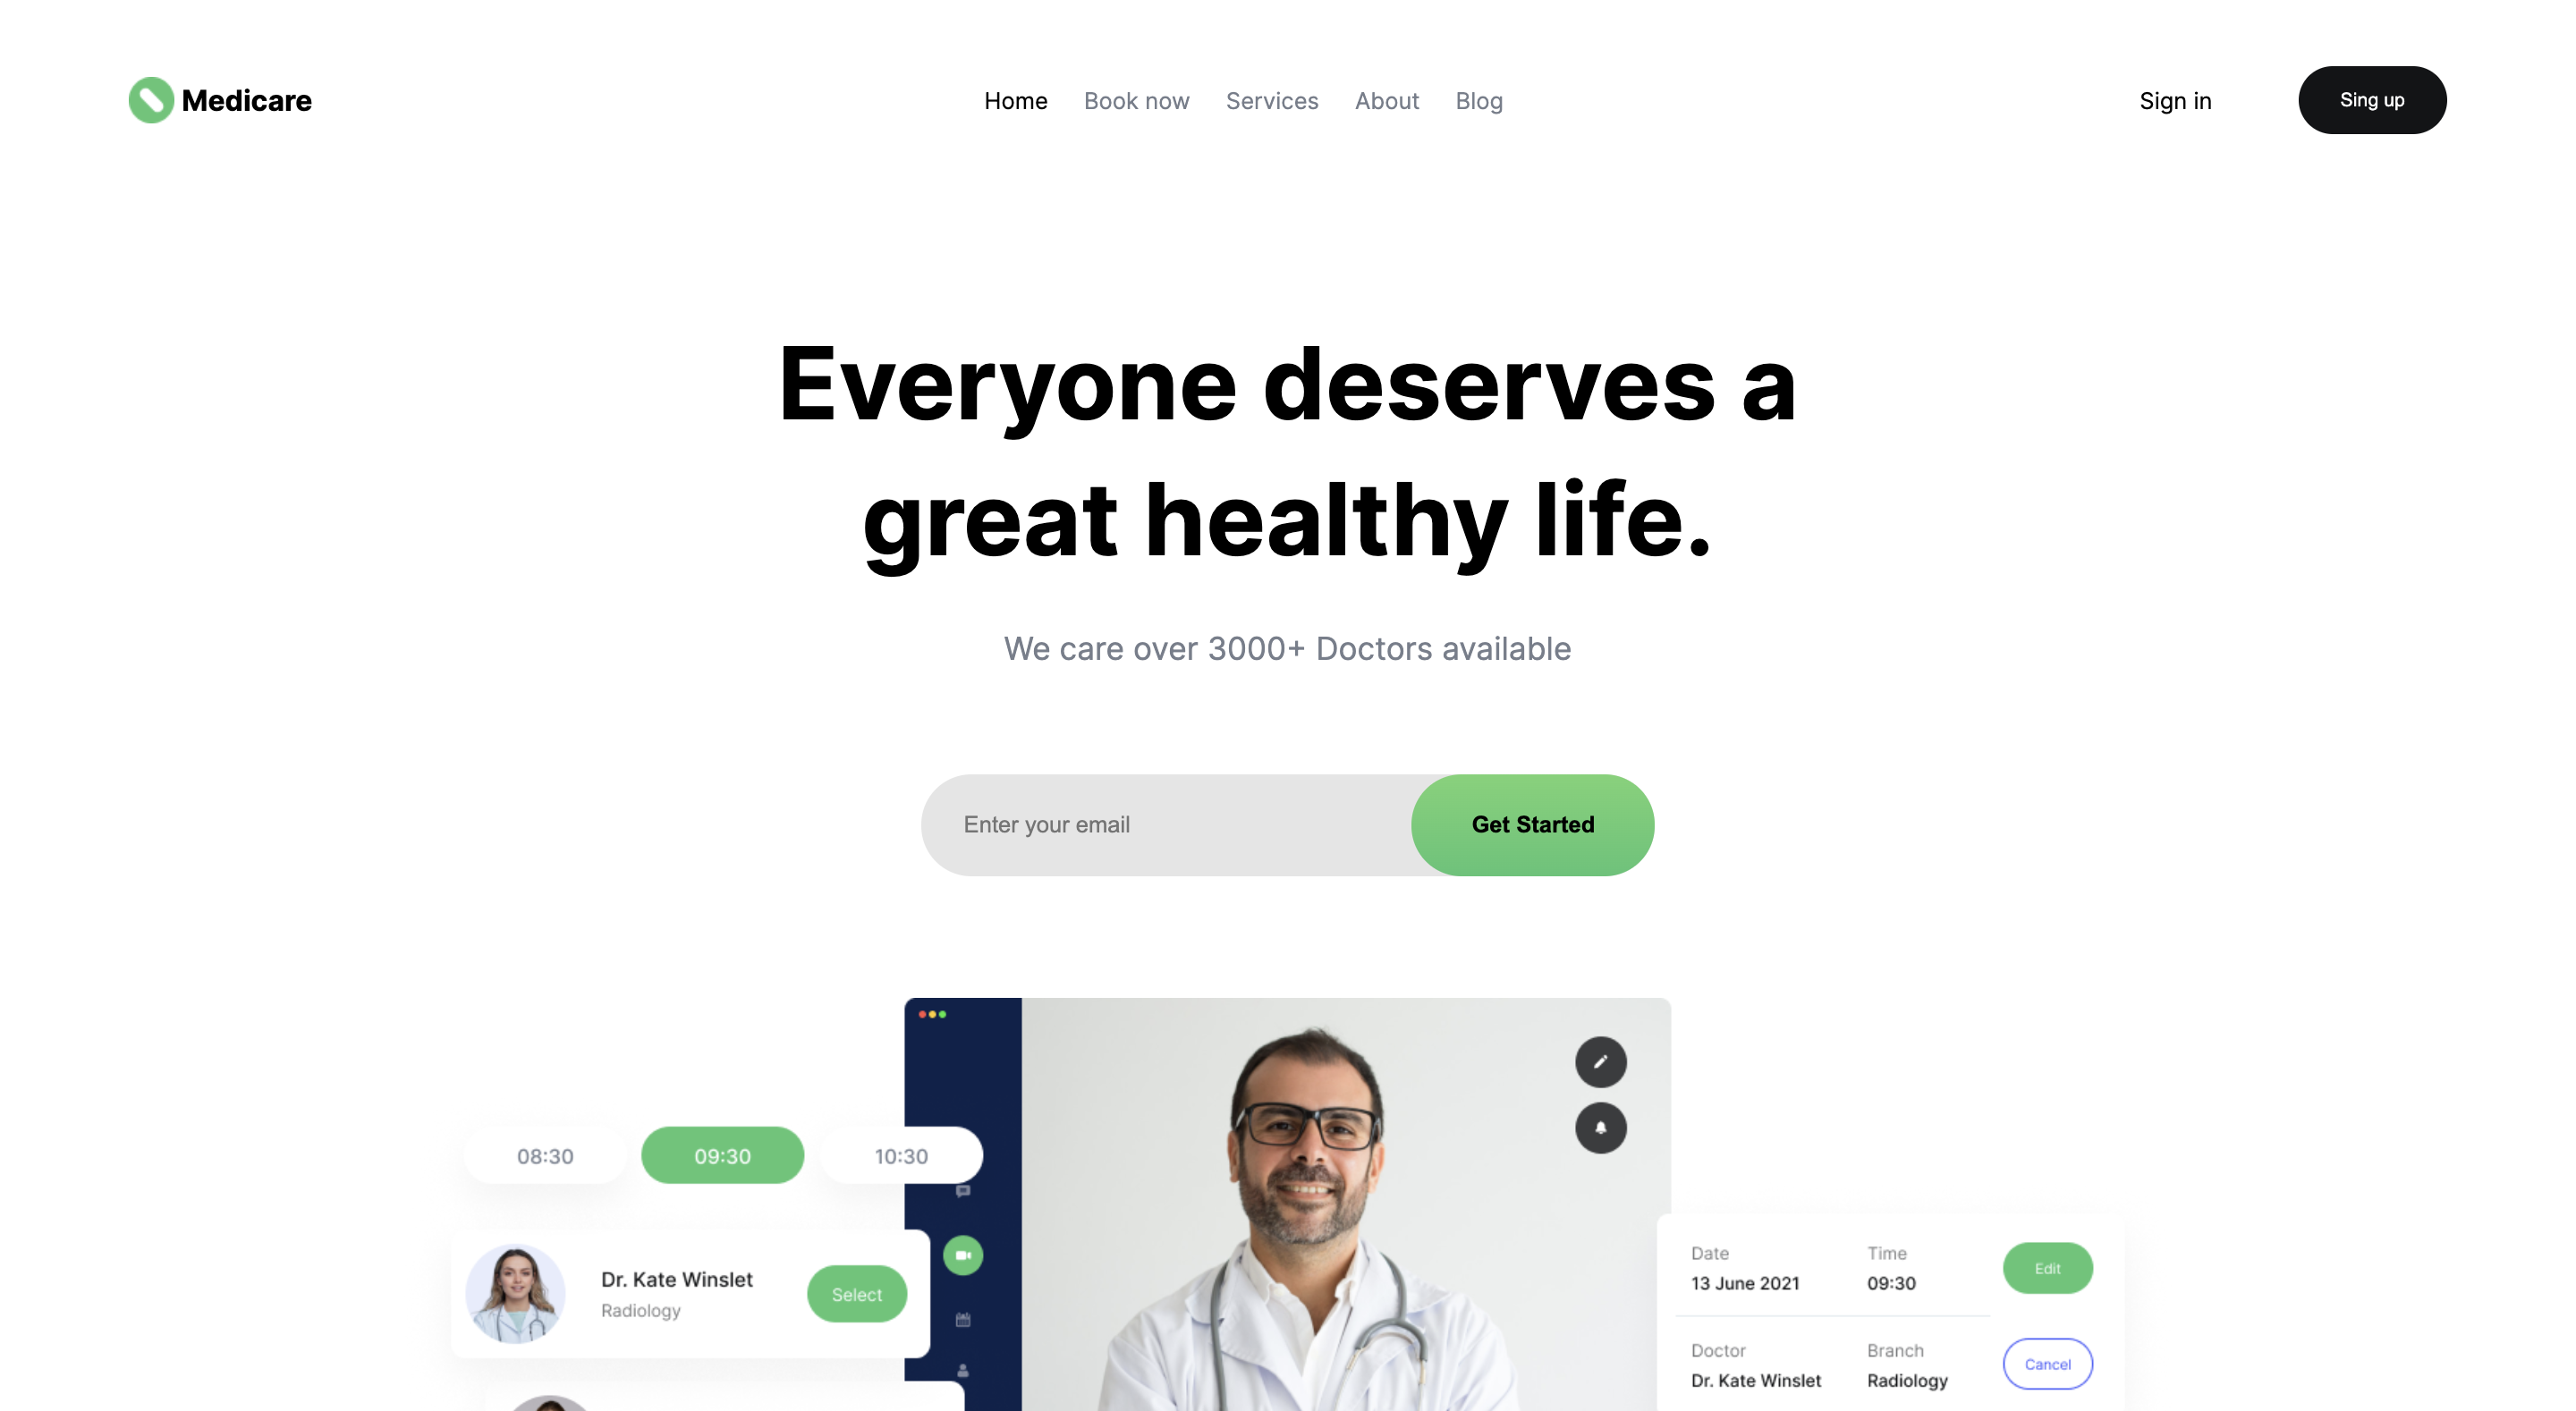 Medicare
Home Book now Services About Blog
Sign in
Sing up
Everyone deserves a
great healthy life.
We care over 3000+ Doctors available
Enter your email
Get Started
08:30 09:30 10:30
Dr. Kate Winslet
Radiology
Select
Date Time
13 June 2021 09:30
Edit
Doctor Branch
Dr. Kate Winslet Radiology
Cancel